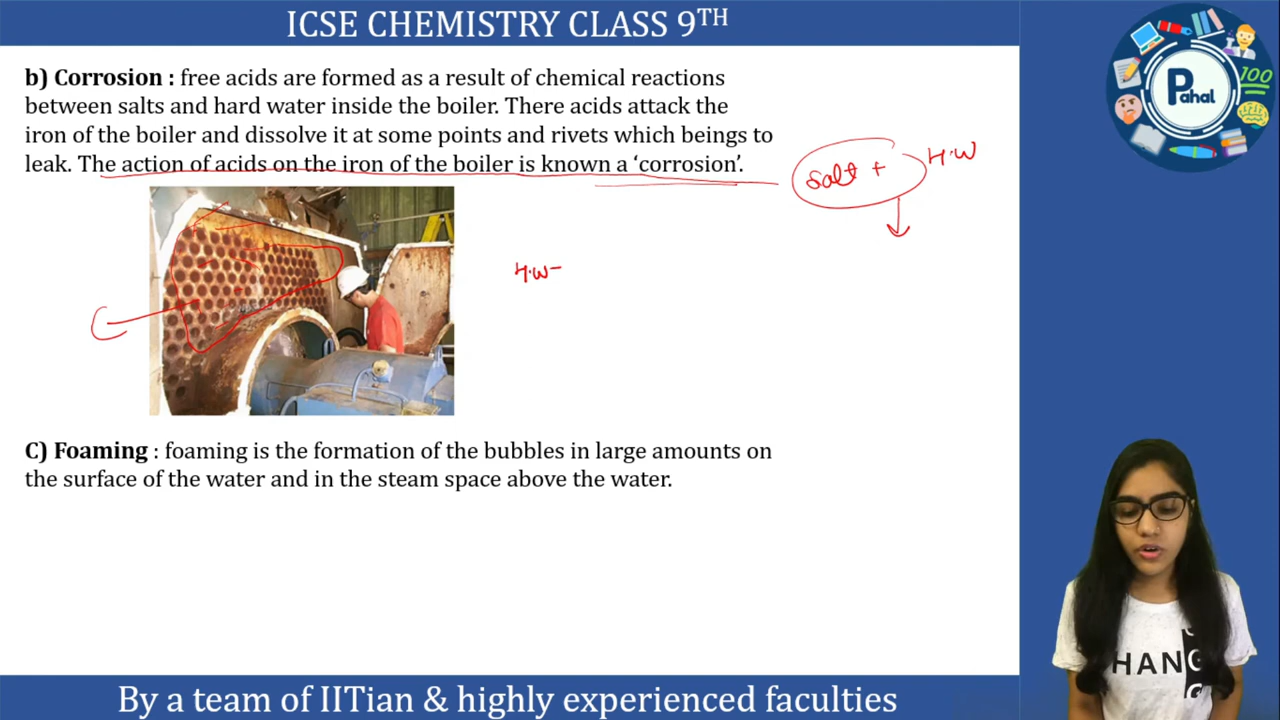 ICSE CHEMISTRY CLASS 9TH
b) Corrosion : free acids are formed as a result of chemical reactions
between salts and hard water inside the boiler. There acids attack the
iron of the boiler and dissolve it at some points and rivets which beings to
leak. The action of acids on the iron of the boiler is known a ‘corrosion’.
salt + H.W
H.W-
C) Foaming : foaming is the formation of the bubbles in large amounts on
the surface of the water and in the steam space above the water.
By a team of IITian & highly experienced faculties
Pahal
100
HANG